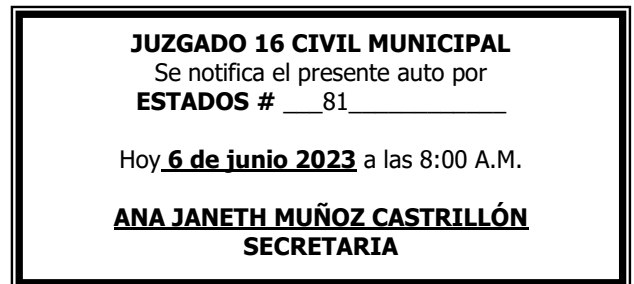 JUZGADO 16 CIVIL MUNICIPAL
Se notifica el presente auto por
ESTADOS # ___81____________
Hoy 6 de junio 2023 a las 8:00 A.M.
ANA JANETH MUÑOZ CASTRILLÓN
SECRETARIA